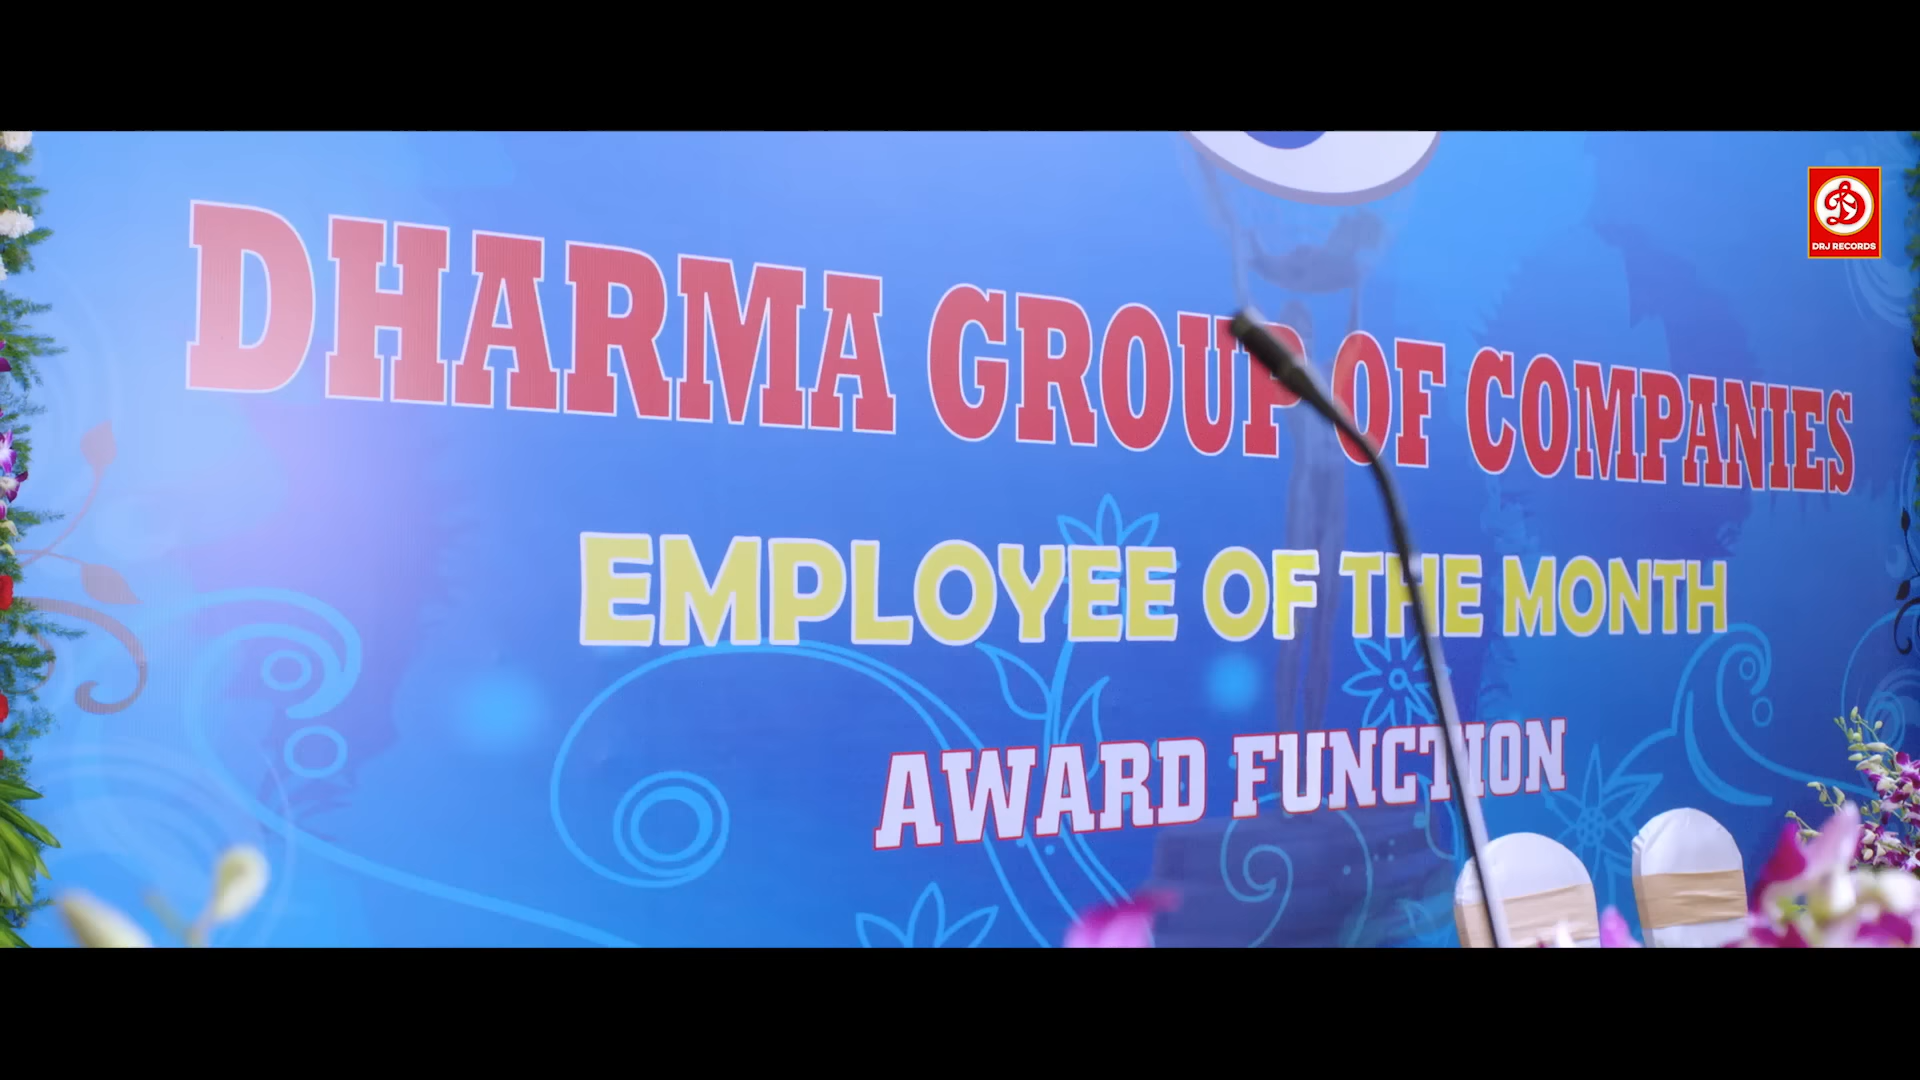 DHARMA GROUP OF COMPANIES
EMPLOYEE OF THE MONTH
AWARD FUNCTION
DRJ RECORDS